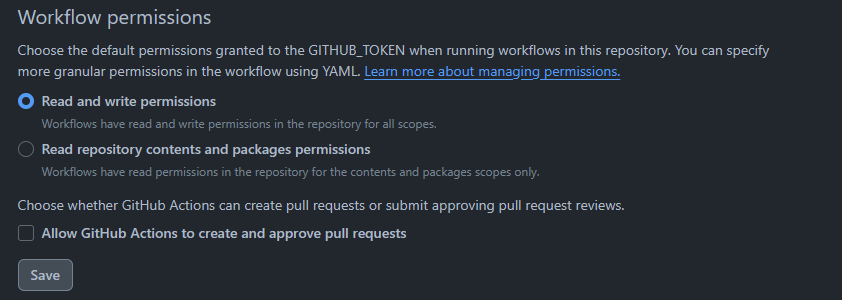 Workflow permissions
Choose the default permissions granted to the GITHUB_TOKEN when running workflows in this repository. You can specify
more granular permissions in the workflow using YAML. Learn more about managing permissions.
Read and write permissions
Workflows have read and write permissions in the repository for all scopes.
Read repository contents and packages permissions
Workflows have read permissions in the repository for the contents and packages scopes only.
Choose whether GitHub Actions can create pull requests or submit approving pull request reviews.
Allow GitHub Actions to create and approve pull requests
Save